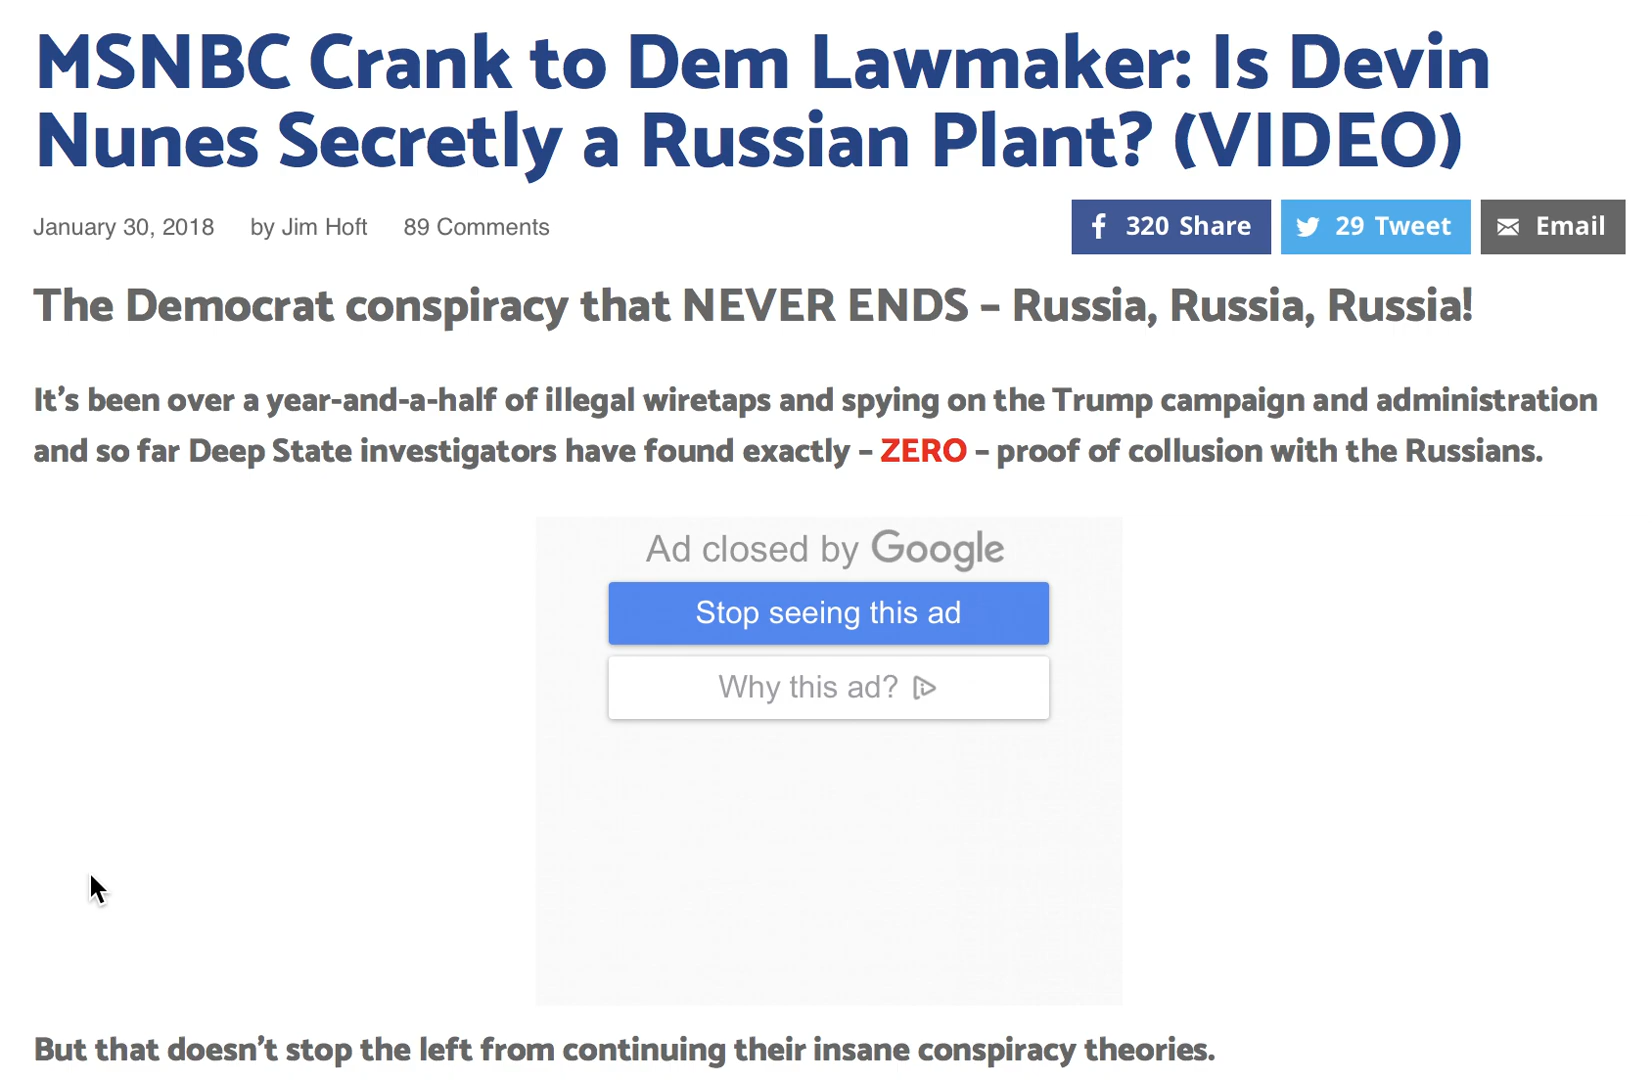 MSNBC Crank to Dem Lawmaker: Is Devin
Nunes Secretly a Russian Plant? (VIDEO)
January 30, 2018 by Jim Hoft 89 Comments
320 Share 29 Tweet Email
The Democrat conspiracy that NEVER ENDS – Russia, Russia, Russia!
It’s been over a year-and-a-half of illegal wiretaps and spying on the Trump campaign and administration
and so far Deep State investigators have found exactly – ZERO – proof of collusion with the Russians.
Ad closed by Google
Stop seeing this ad
Why this ad?
But that doesn’t stop the left from continuing their insane conspiracy theories.